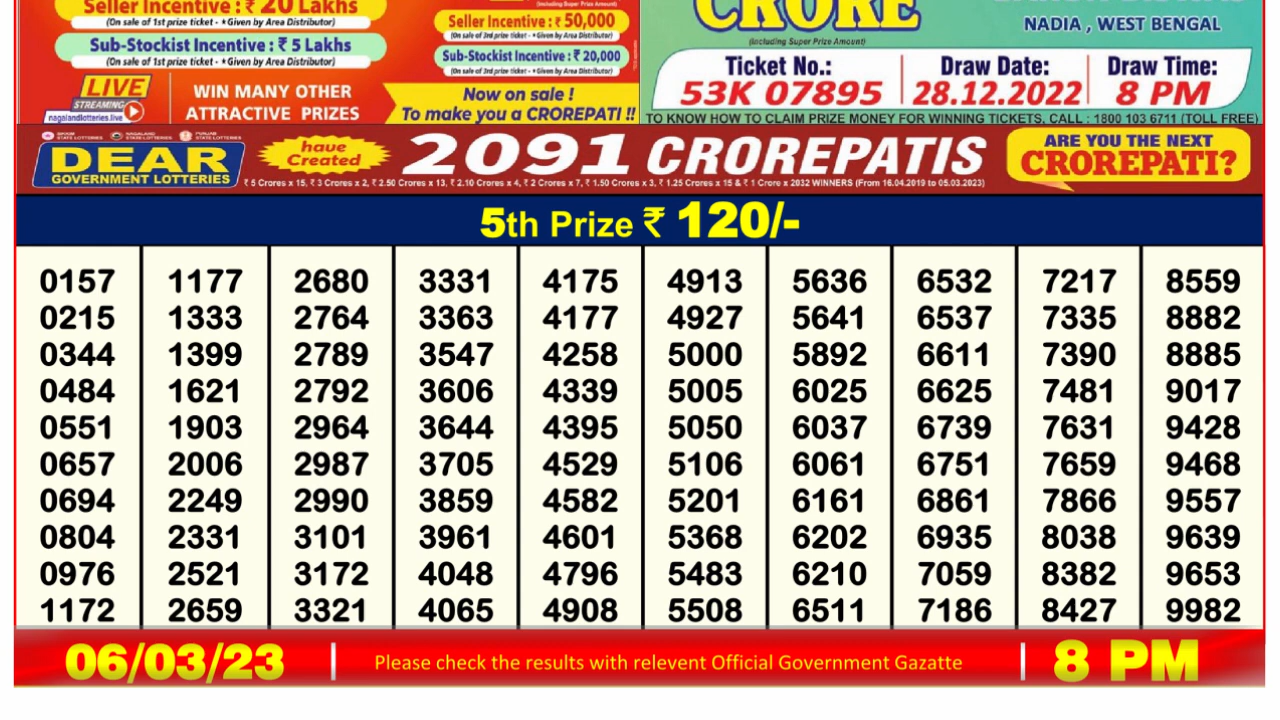 Seller Incentive : ₹ 20 Lakhs
(On sale of 1st prize ticket - *Given by Area Distributor)
Sub-Stockist Incentive : ₹ 5 Lakhs
(On sale of 1st prize ticket - *Given by Area Distributor)
LIVE
STREAMING
nagalandlotteries.live
WIN MANY OTHER
ATTRACTIVE PRIZES
(Including Super Prize Amount)
Seller Incentive : ₹ 50,000
(On sale of 3rd prize ticket - *Given by Area Distributor)
Sub-Stockist Incentive : ₹ 20,000
(On sale of 3rd prize ticket - *Given by Area Distributor)
Now on sale !
To make you a CROREPATI !!
CRORE
(Including Super Prize Amount)
NADIA , WEST BENGAL
Ticket No.: Draw Date: Draw Time:
53K 07895 28.12.2022 8 PM
TO KNOW HOW TO CLAIM PRIZE MONEY FOR WINNING TICKETS, CALL : 1800 103 6711 (TOLL FREE)
SIKKIM STATE LOTTERIES NAGALAND STATE LOTTERIES PUNJAB STATE LOTTERIES
DEAR
GOVERNMENT LOTTERIES
have
Created
2091 CROREPATIS
₹ 5 Crores x 15, ₹ 3 Crores x 2, ₹ 2.50 Crores x 13, ₹ 2.10 Crores x 4, ₹ 2 Crores x 7, ₹ 1.50 Crores x 3, ₹ 1.25 Crores x 15 & ₹ 1 Crore x 2032 WINNERS (From 16.04.2019 to 05.03.2023)
ARE YOU THE NEXT
CROREPATI?
5th Prize ₹ 120/-
0157 1177 2680 3331 4175 4913 5636 6532 7217 8559
0215 1333 2764 3363 4177 4927 5641 6537 7335 8882
0344 1399 2789 3547 4258 5000 5892 6611 7390 8885
0484 1621 2792 3606 4339 5005 6025 6625 7481 9017
0551 1903 2964 3644 4395 5050 6037 6739 7631 9428
0657 2006 2987 3705 4529 5106 6061 6751 7659 9468
0694 2249 2990 3859 4582 5201 6161 6861 7866 9557
0804 2331 3101 3961 4601 5368 6202 6935 8038 9639
0976 2521 3172 4048 4796 5483 6210 7059 8382 9653
1172 2659 3321 4065 4908 5508 6511 7186 8427 9982
06/03/23 Please check the results with relevent Official Government Gazatte 8 PM